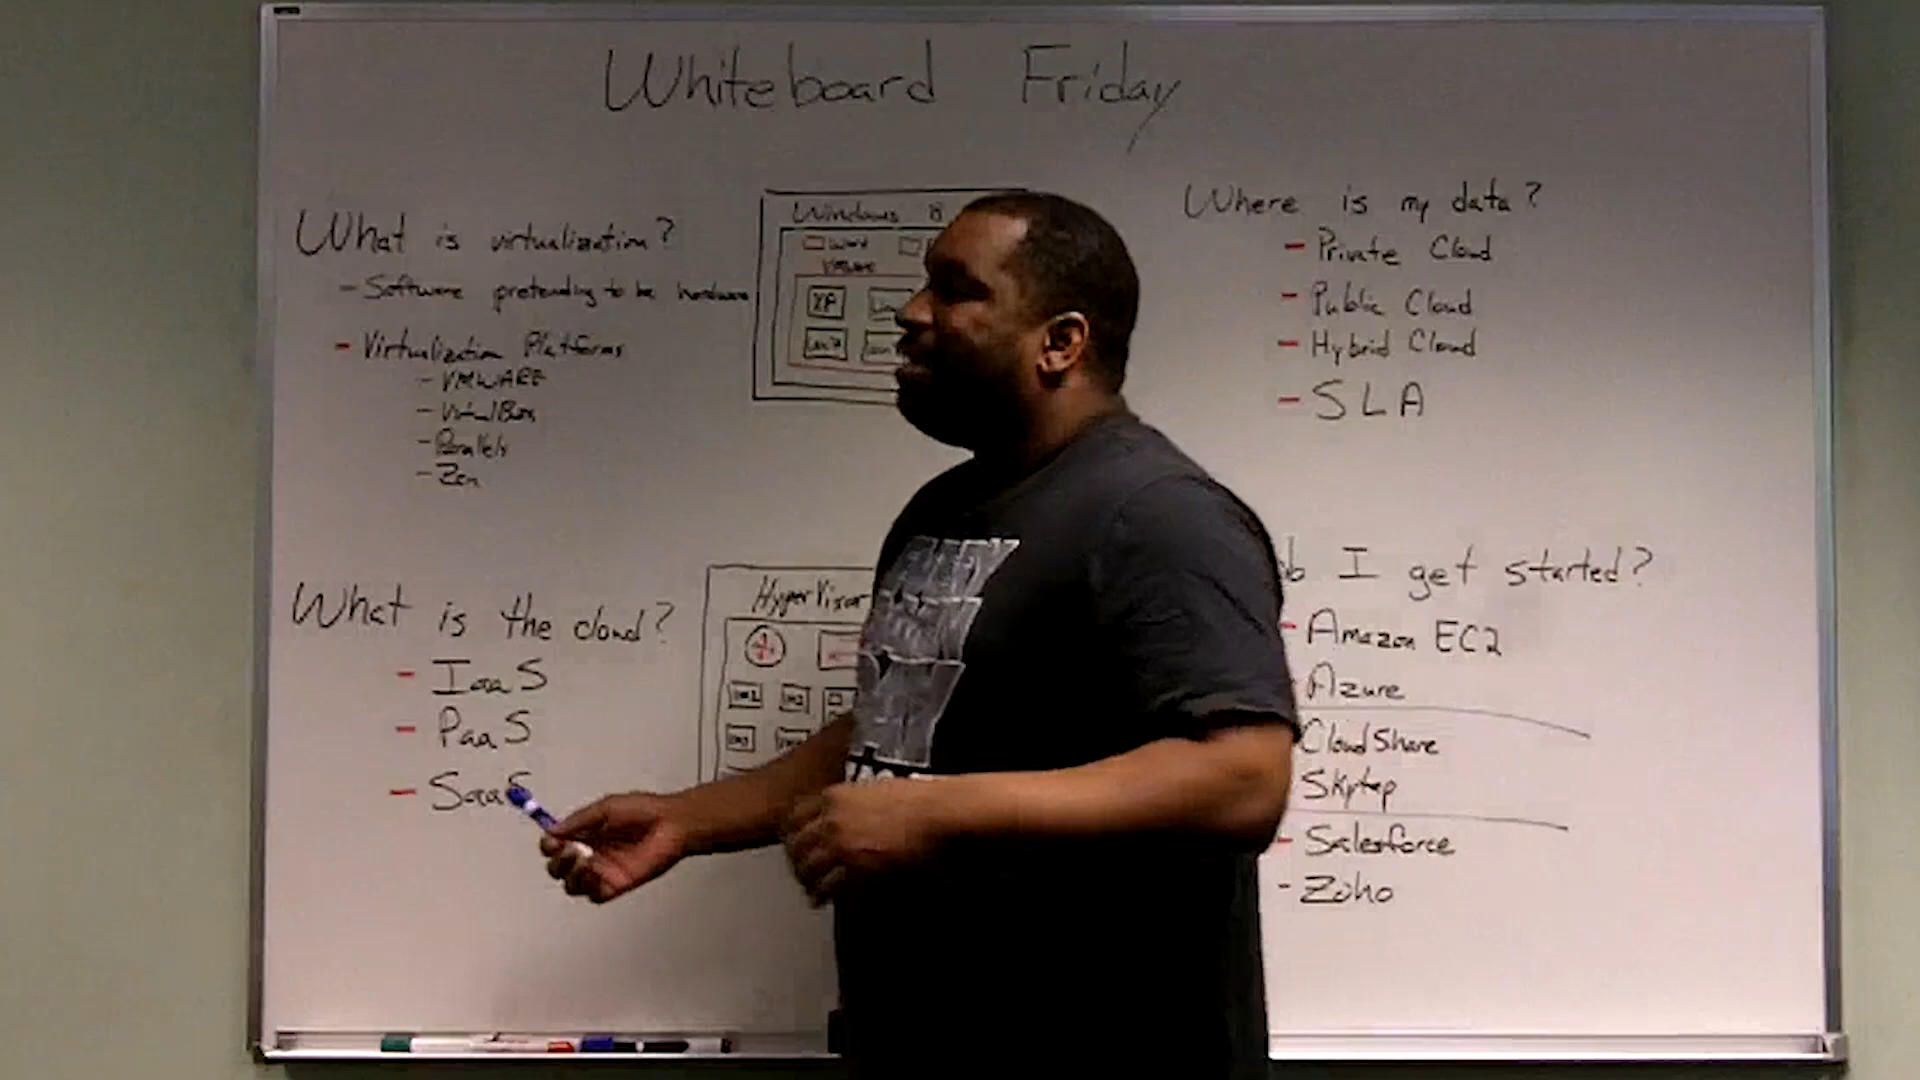 Whiteboard Friday
What is virtualization?
- Software pretending to be hardware
- Virtualization Platforms
- VMWARE
- VirtualBox
- Parallels
- Zen
Windows 8
Word
VMware
XP
What is the cloud?
- IaaS
- PaaS
- SaaS
HyperVisor
Where is my data?
- Private Cloud
- Public Cloud
- Hybrid Cloud
- SLA
I get started?
- Amazon EC2
Azure
CloudShare
Skytap
- Salesforce
- Zoho